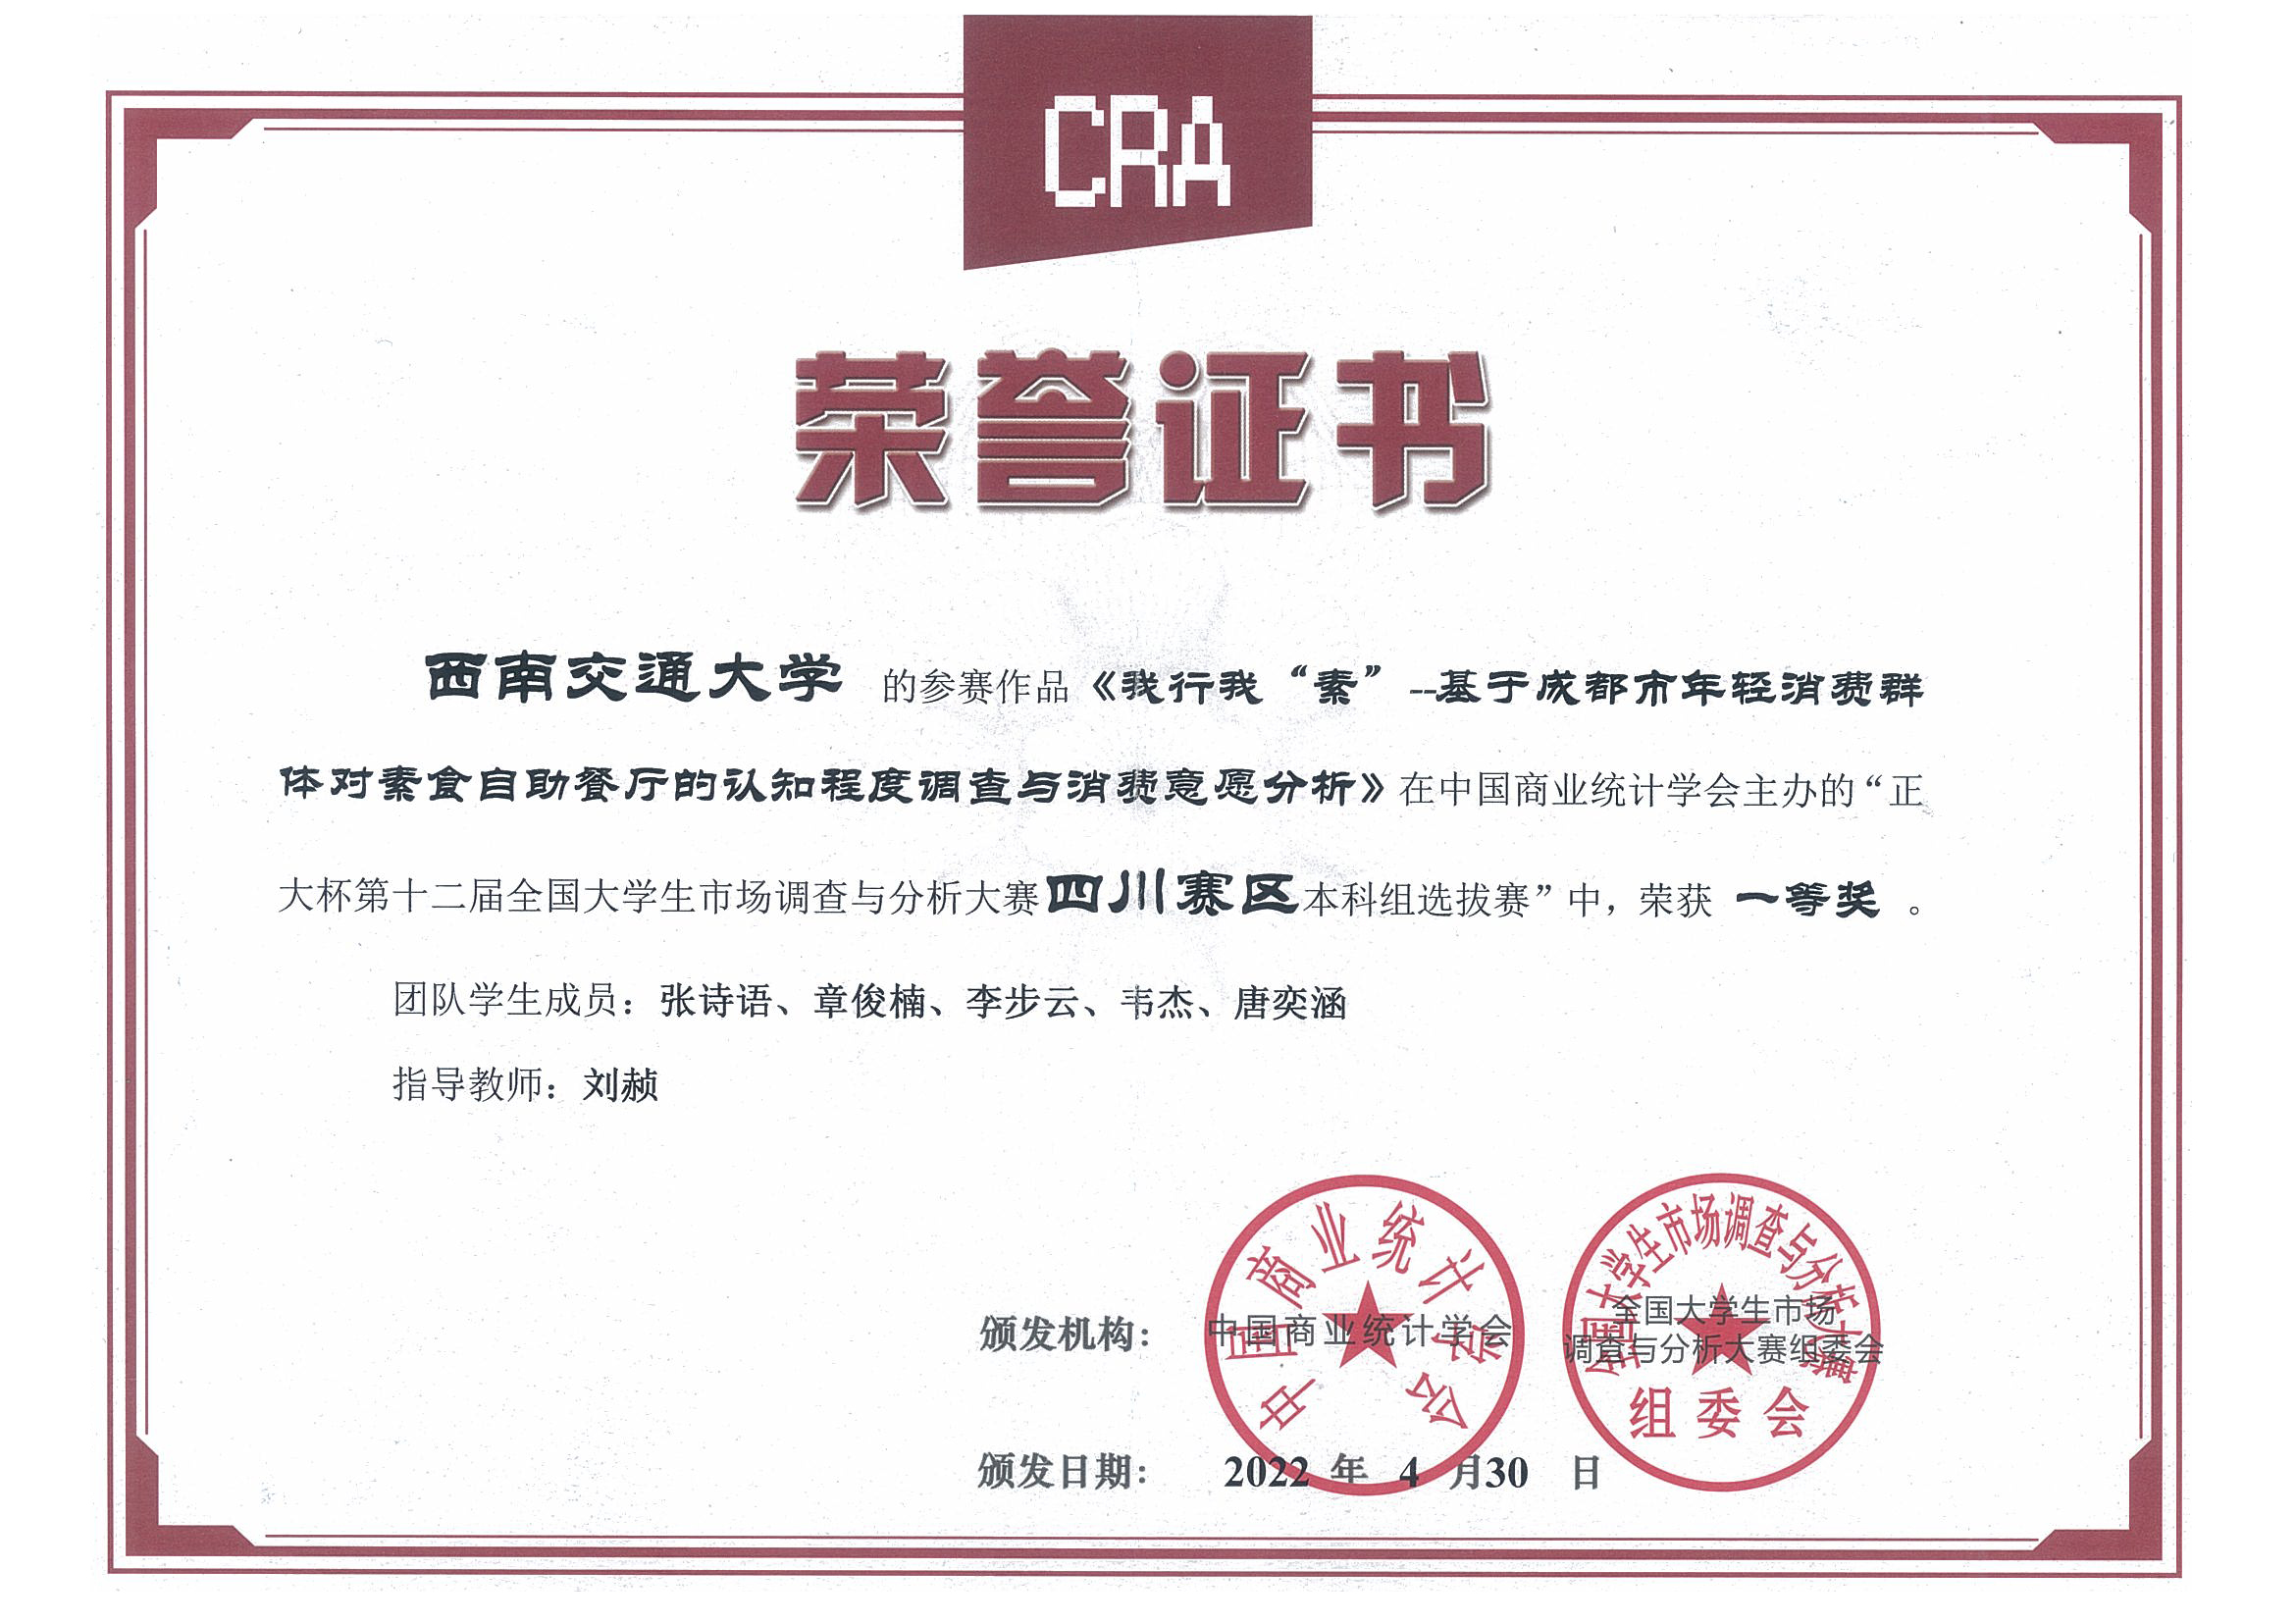 CRA
荣誉证书
西南交通大学 的参赛作品《我行我“素”--基于成都市年轻消费群
体对素食自助餐厅的认知程度调查与消费意愿分析》在中国商业统计学会主办的“正
大杯第十二届全国大学生市场调查与分析大赛四川赛区本科组选拔赛”中，荣获 一等奖 。
团队学生成员：张诗语、章俊楠、李步云、韦杰、唐奕涵
指导教师：刘赪
中国商业统计学会
全国大学生市场调查与分析大赛
组委会
颁发机构： 中国商业统计学会 全国大学生市场
调查与分析大赛组委会
颁发日期： 2022 年 4 月30 日